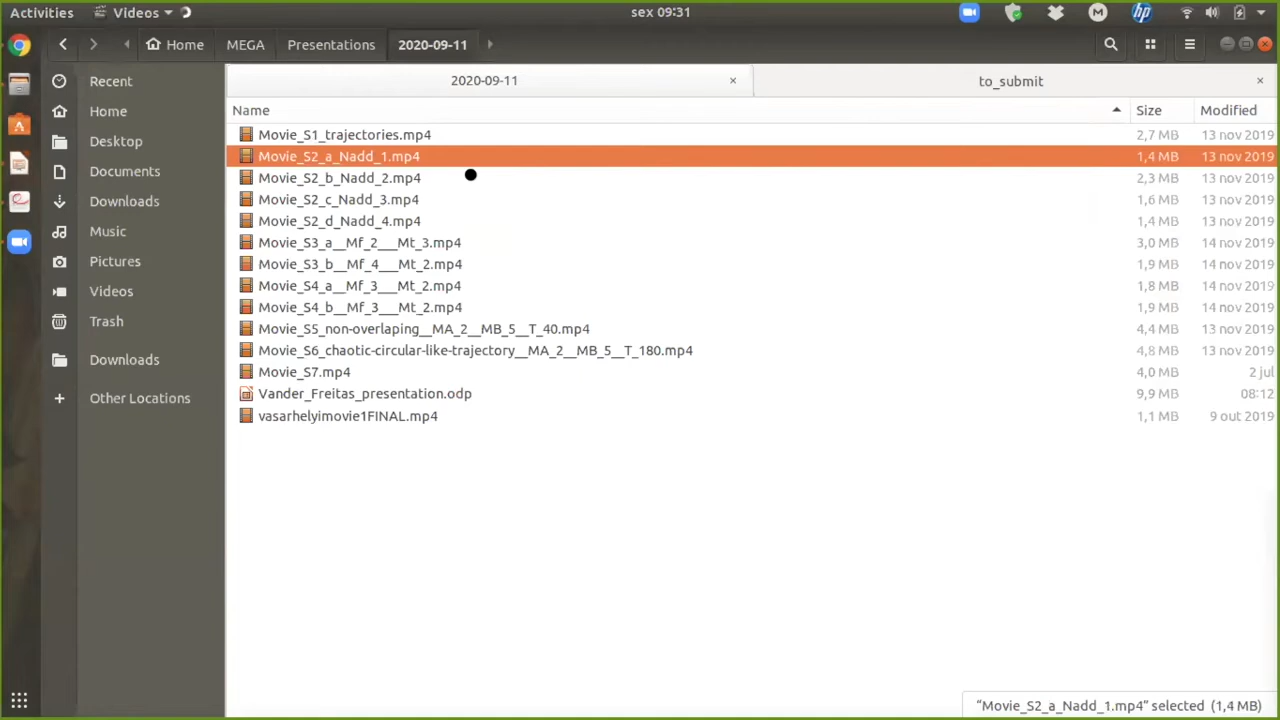 Activities Videos sex 09:31
Home MEGA Presentations 2020-09-11
2020-09-11 to_submit
Recent
Home
Desktop
Documents
Downloads
Music
Pictures
Videos
Trash
Downloads
Other Locations
Name Size Modified
Movie_S1_trajectories.mp4 2,7 MB 13 nov 2019
Movie_S2_a_Nadd_1.mp4 1,4 MB 13 nov 2019
Movie_S2_b_Nadd_2.mp4 2,3 MB 13 nov 2019
Movie_S2_c_Nadd_3.mp4 1,6 MB 13 nov 2019
Movie_S2_d_Nadd_4.mp4 1,4 MB 13 nov 2019
Movie_S3_a__Mf_2___Mt_3.mp4 3,0 MB 14 nov 2019
Movie_S3_b__Mf_4___Mt_2.mp4 1,9 MB 14 nov 2019
Movie_S4_a__Mf_3___Mt_2.mp4 1,8 MB 14 nov 2019
Movie_S4_b__Mf_3___Mt_2.mp4 1,9 MB 14 nov 2019
Movie_S5_non-overlaping__MA_2__MB_5__T_40.mp4 4,4 MB 13 nov 2019
Movie_S6_chaotic-circular-like-trajectory__MA_2__MB_5__T_180.mp4 4,8 MB 13 nov 2019
Movie_S7.mp4 4,0 MB 2 jul
Vander_Freitas_presentation.odp 9,9 MB 08:12
vasarhelyimovie1FINAL.mp4 1,1 MB 9 out 2019
“Movie_S2_a_Nadd_1.mp4” selected (1,4 MB)